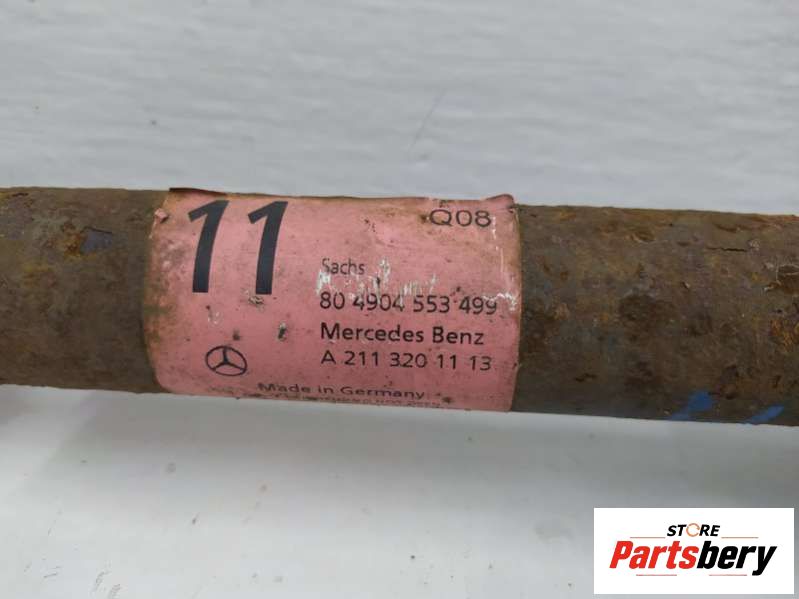 11
Q08
Sachs
80 4904 553 499
Mercedes Benz
A 211 320 11 13
Made in Germany
STORE
Partsbery